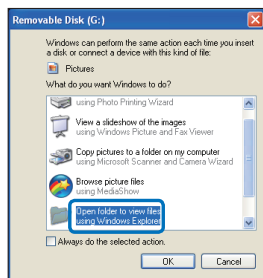 Removable Disk (G:)
Windows can perform the same action each time you insert
a disk or connect a device with this kind of file:
Pictures
What do you want Windows to do?
using Photo Printing Wizard
View a slideshow of the images
using Windows Picture and Fax Viewer
Copy pictures to a folder on my computer
using Microsoft Scanner and Camera Wizard
Browse picture files
using MediaShow
Open folder to view files
using Windows Explorer
Always do the selected action.
OK
Cancel